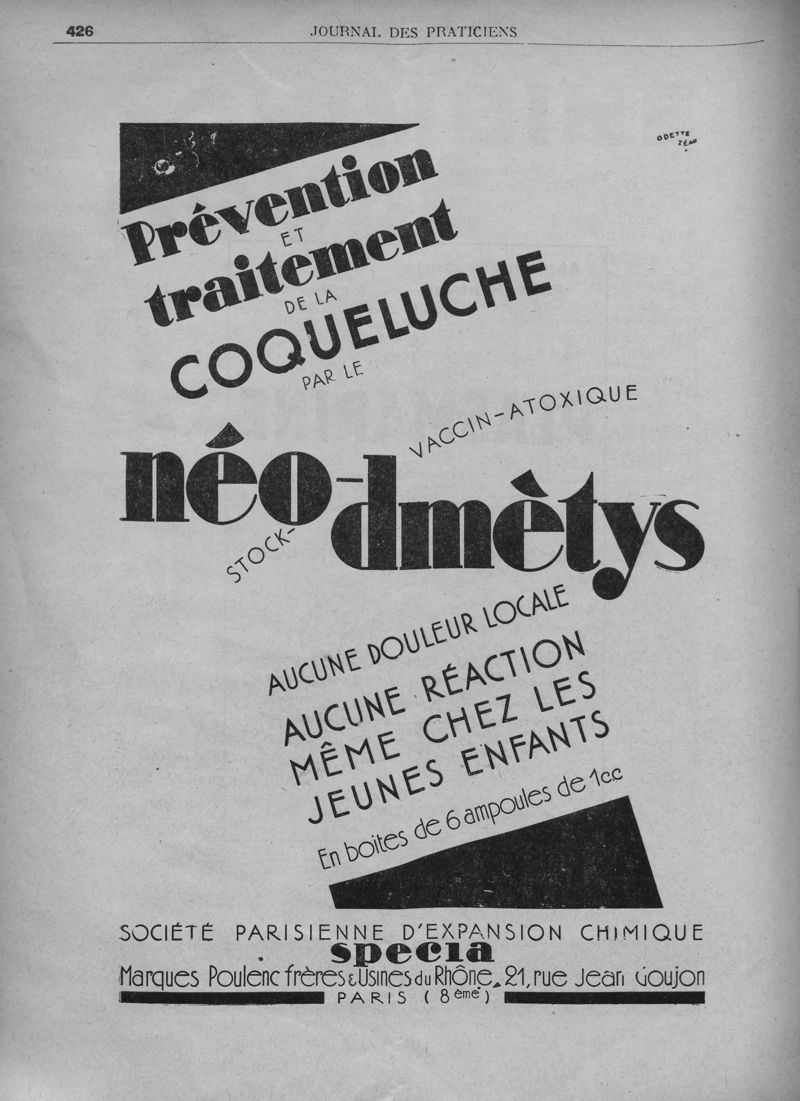 426
JOURNAL DES PRATICIENS
ODETTE
Prévention
ET
traitement
DE LA
COQUELUCHE
PAR LE
VACCIN-ATOXIQUE
néo-dmètys
STOCK-
AUCUNE DOULEUR LOCALE
AUCUNE RÉACTION
MÊME CHEZ LES
JEUNES ENFANTS
En boites de 6 ampoules de 1cc
SOCIÉTÉ PARISIENNE D'EXPANSION CHIMIQUE
specia
Marques Poulenc frères & Usines du Rhône, 21, rue Jean Goujon
PARIS (8ème)